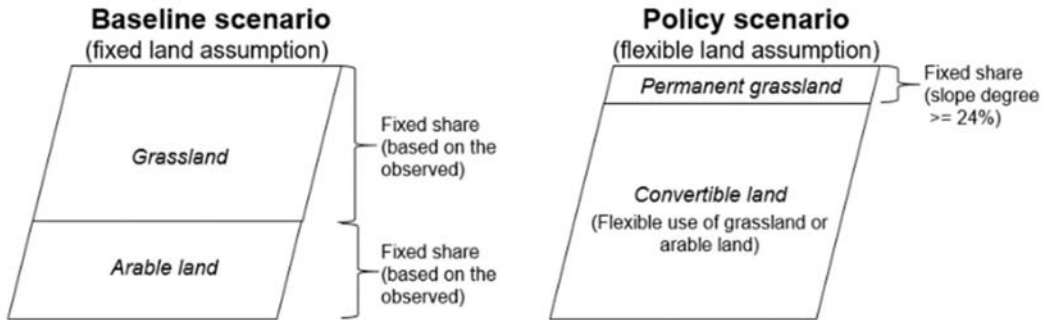 Baseline scenario
(fixed land assumption)
Grassland
Arable land
Fixed share
(based on the
observed)
Fixed share
(based on the
observed)
Policy scenario
(flexible land assumption)
Permanent grassland
Convertible land
(Flexible use of grassland or
arable land)
Fixed share
(slope degree
>= 24%)